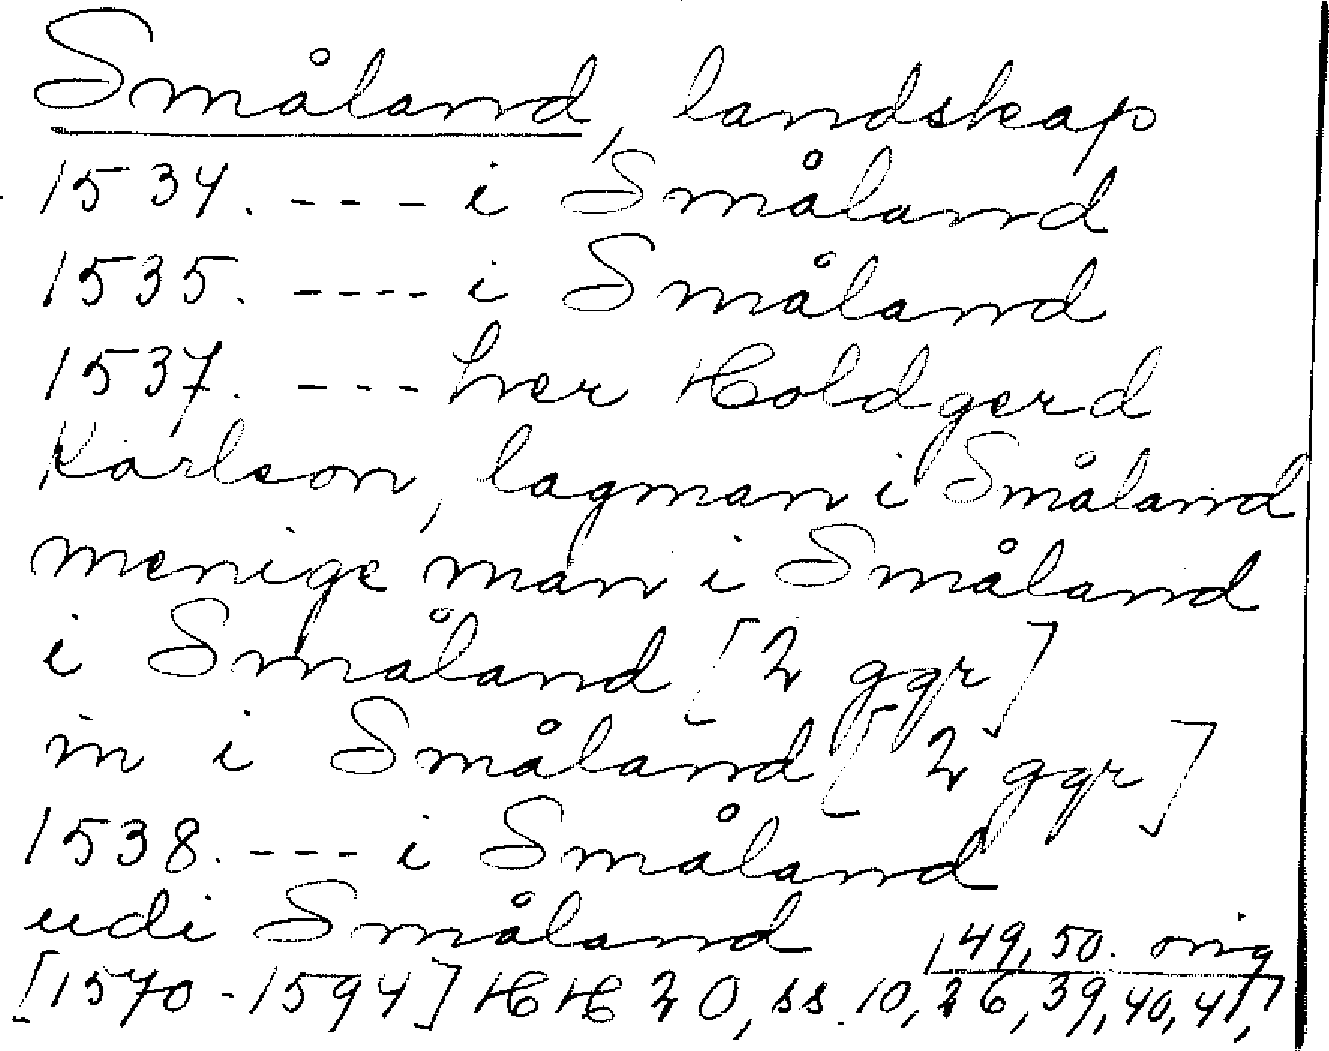 Småland, landskap
1534. --- i Småland
1535. ---- i Småland
1537. --- her Holdgerd
Karlson, lagman i Småland
menige man i Småland
i Småland [2 ggr]
in i Småland [2 ggr]
1538. --- i Småland
udi Småland
149, 50. orig
[1570-1594] HH 20, ss. 10, 26, 39, 40, 41,